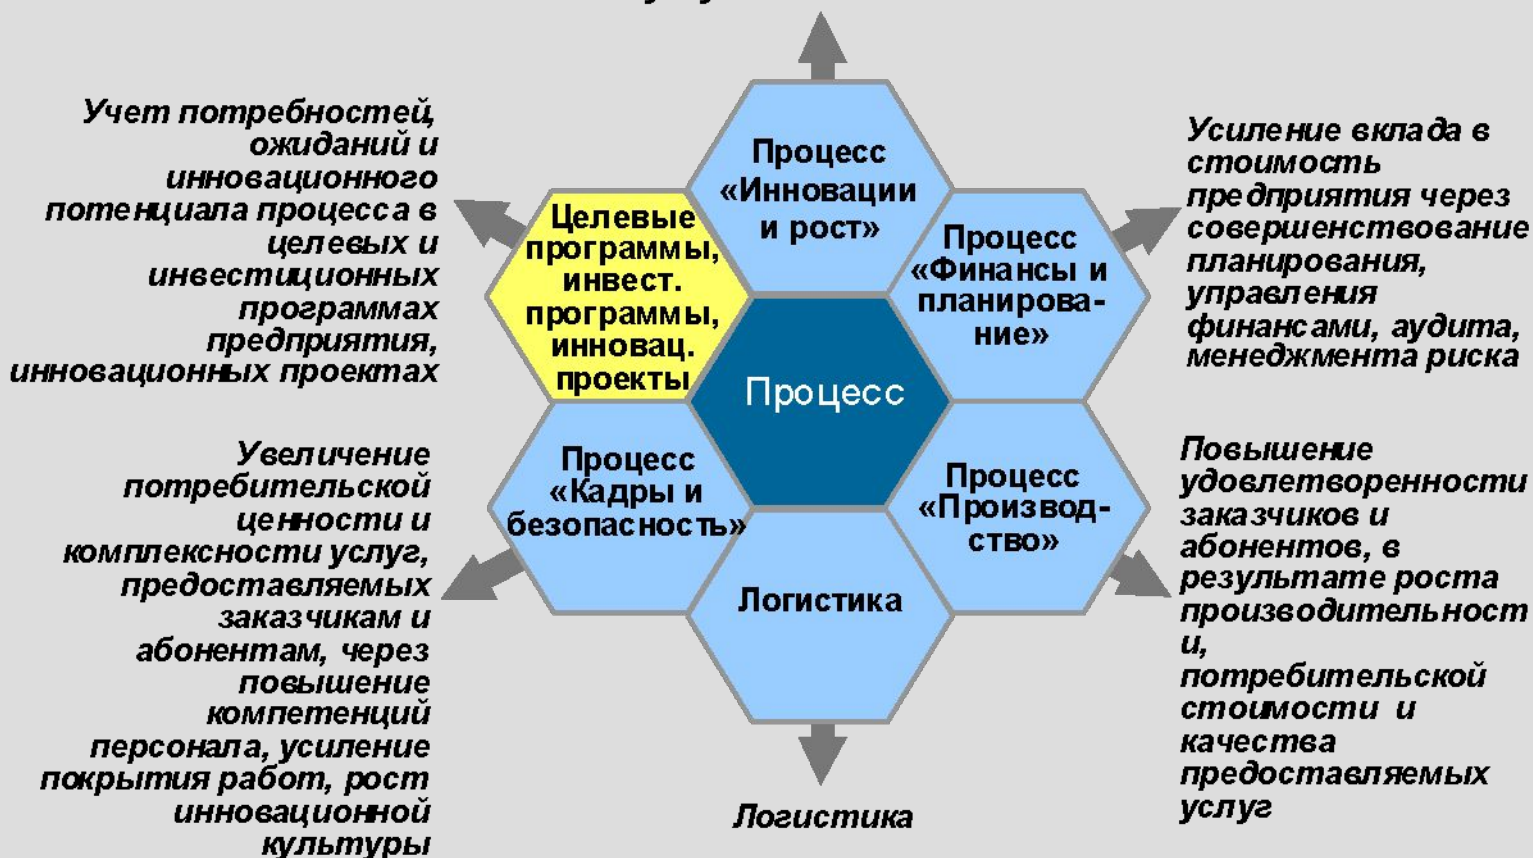 Учет потребностей,
ожиданий и
инновационного
потенциала процесса в
целевых и
инвестиционных
программах
предприятия,
инновационных проектах
Увеличение
потребительской
ценности и
комплексности услуг,
предоставляемых
заказчикам и
абонентам, через
повышение
компетенций
персонала, усиление
покрытия работ, рост
инновационной
культуры
Процесс
«Инновации
и рост»
Целевые
программы,
инвест.
программы,
инновац.
проекты
Процесс
«Финансы и
планирова-
ние»
Процесс
Процесс
«Кадры и
безопасность»
Процесс
«Производ-
ство»
Логистика
Логистика
Усиление вклада в
стоимость
предприятия через
совершенствование
планирования,
управления
финансами, аудита,
менеджмента риска
Повышение
удовлетворенности
заказчиков и
абонентов, в
результате роста
производительност
и,
потребительской
стоимости и
качества
предоставляемых
услуг